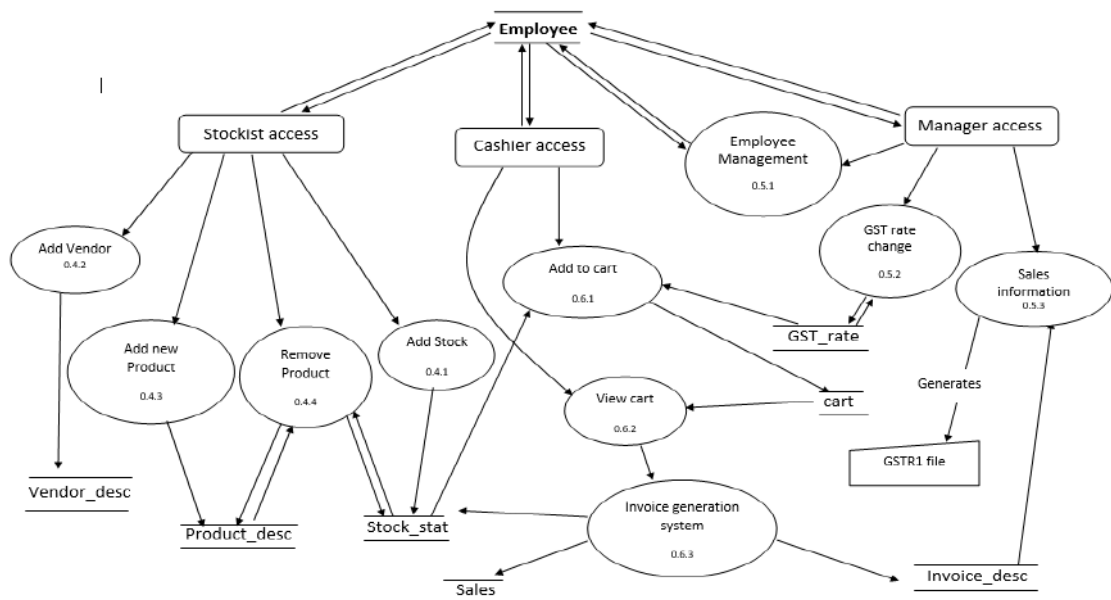 Employee
Stockist access
Cashier access
Manager access
Employee
Management
0.5.1
Add Vendor
0.4.2
GST rate
change
0.5.2
Add to cart
0.6.1
Sales
information
0.5.3
Add new
Product
0.4.3
Remove
Product
0.4.4
Add Stock
0.4.1
GST_rate
Generates
View cart
0.6.2
cart
GSTR1 file
Vendor_desc
Product_desc
Stock_stat
Invoice generation
system
0.6.3
Sales
Invoice_desc